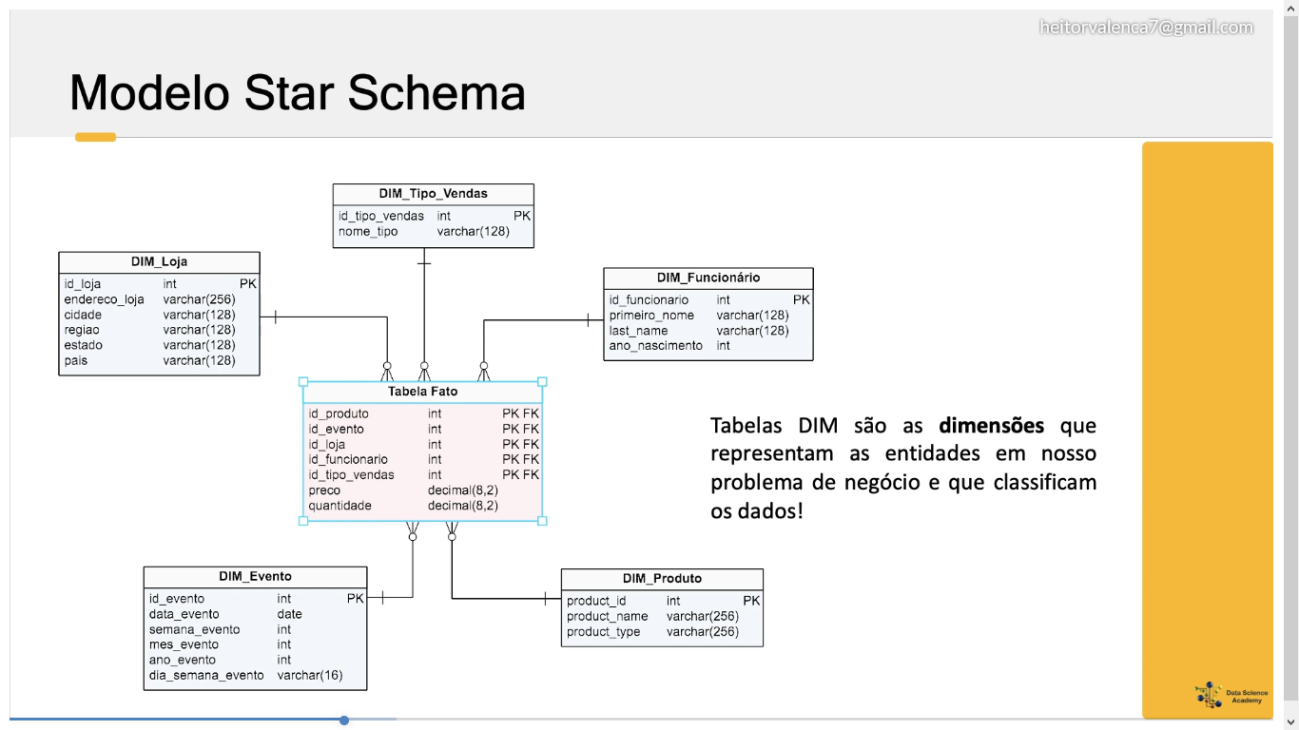 heitorvalenca7@gmail.com
Modelo Star Schema
DIM_Tipo_Vendas
id_tipo_vendas int PK
nome_tipo varchar(128)
DIM_Loja
id_loja int PK
endereco_loja varchar(256)
cidade varchar(128)
regiao varchar(128)
estado varchar(128)
pais varchar(128)
DIM_Funcionário
id_funcionario int PK
primeiro_nome varchar(128)
last_name varchar(128)
ano_nascimento int
Tabela Fato
id_produto int PK FK
id_evento int PK FK
id_loja int PK FK
id_funcionario int PK FK
id_tipo_vendas int PK FK
preco decimal(8,2)
quantidade decimal(8,2)
Tabelas DIM são as dimensões que
representam as entidades em nosso
problema de negócio e que classificam
os dados!
DIM_Evento
id_evento int PK
data_evento date
semana_evento int
mes_evento int
ano_evento int
dia_semana_evento varchar(16)
DIM_Produto
product_id int PK
product_name varchar(256)
product_type varchar(256)
Data Science
Academy